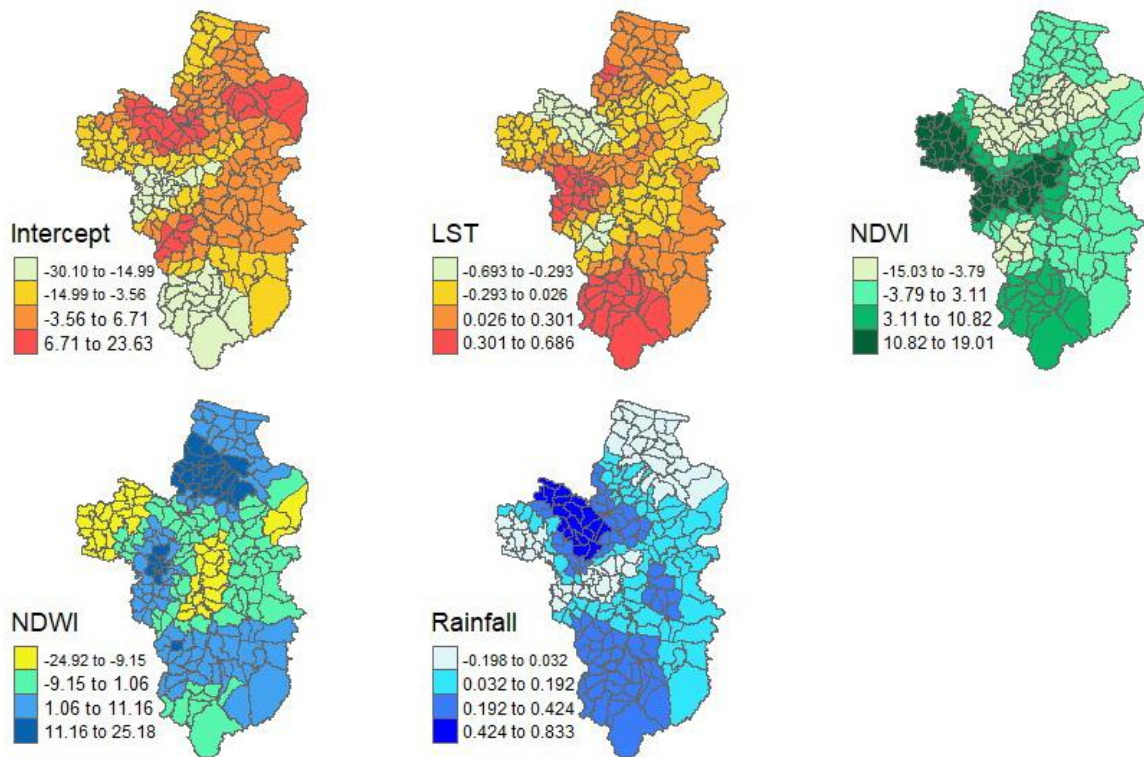 Intercept
-30.10 to -14.99
-14.99 to -3.56
-3.56 to 6.71
6.71 to 23.63
LST
-0.693 to -0.293
-0.293 to 0.026
0.026 to 0.301
0.301 to 0.686
NDVI
-15.03 to -3.79
-3.79 to 3.11
3.11 to 10.82
10.82 to 19.01
NDWI
-24.92 to -9.15
-9.15 to 1.06
1.06 to 11.16
11.16 to 25.18
Rainfall
-0.198 to 0.032
0.032 to 0.192
0.192 to 0.424
0.424 to 0.833